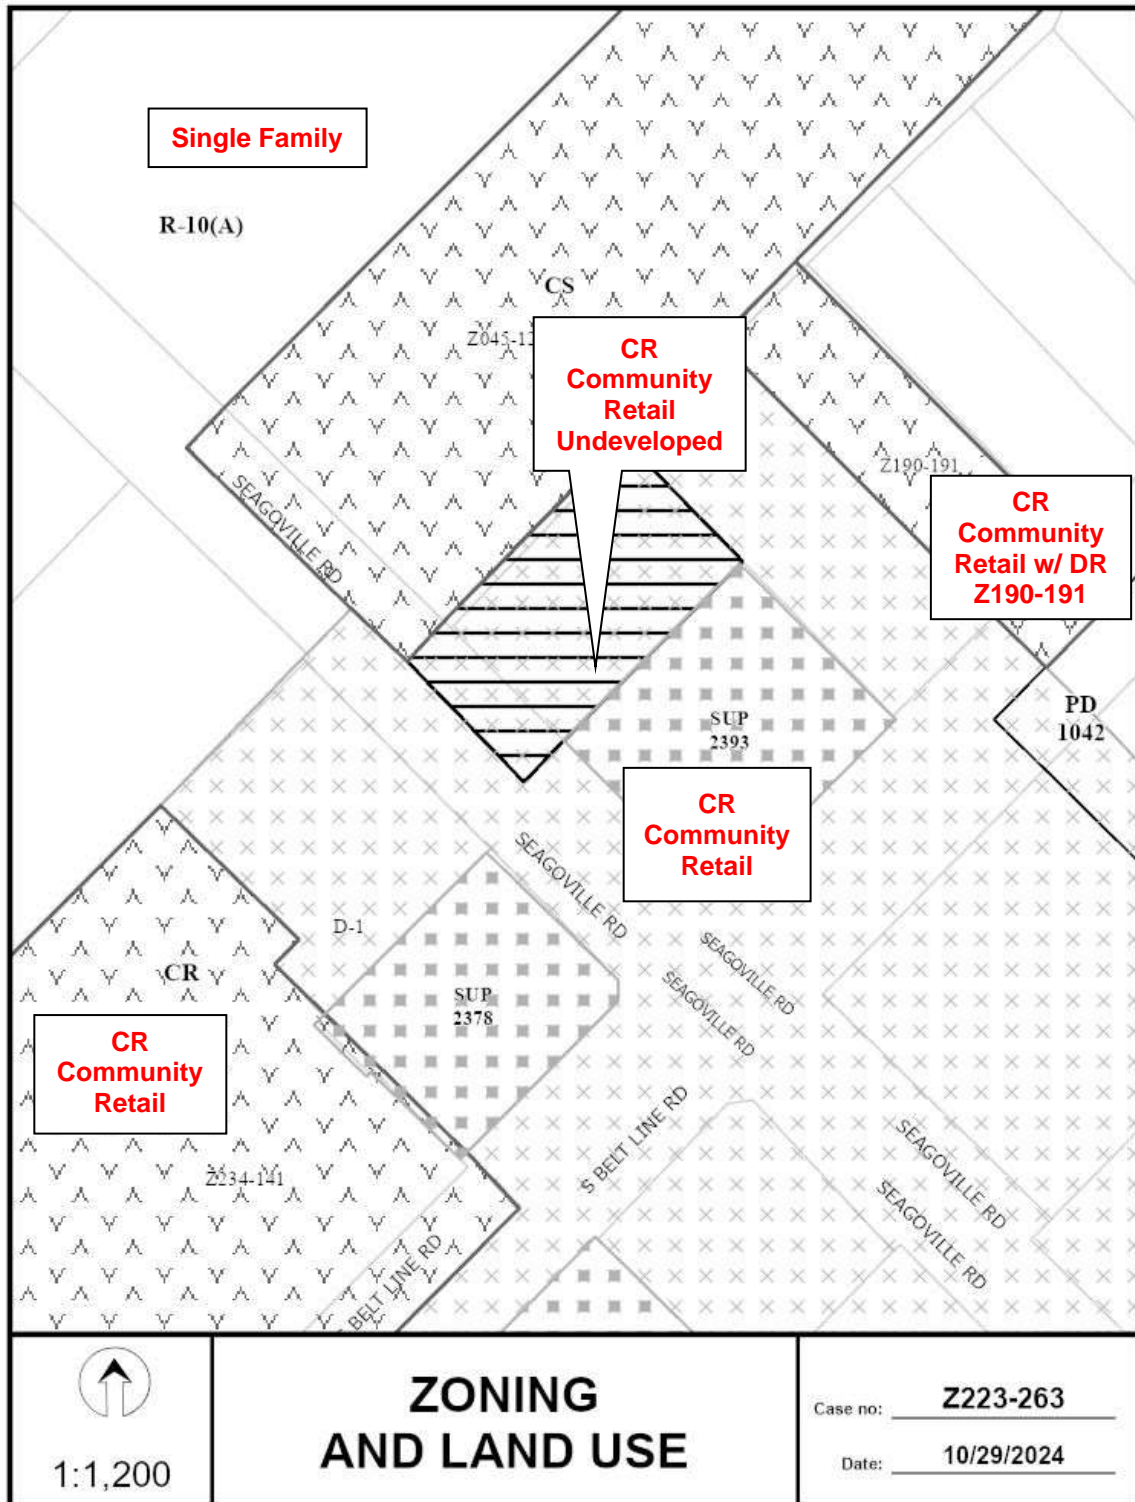 Single Family
R-10(A)
CS
CR
Community
Retail
Undeveloped
Z190-191
CR
Community
Retail w/ DR
Z190-191
SEAGOVILLE RD
PD
1042
SUP
2393
CR
Community
Retail
SEAGOVILLE RD
D-1
SEAGOVILLE RD
SEAGOVILLE RD
CR
SUP
2378
CR
Community
Retail
S BELT LINE RD
SEAGOVILLE RD
SEAGOVILLE RD
Z234-141
BELT LINE RD
1:1,200
ZONING
AND LAND USE
Case no: Z223-263
Date: 10/29/2024